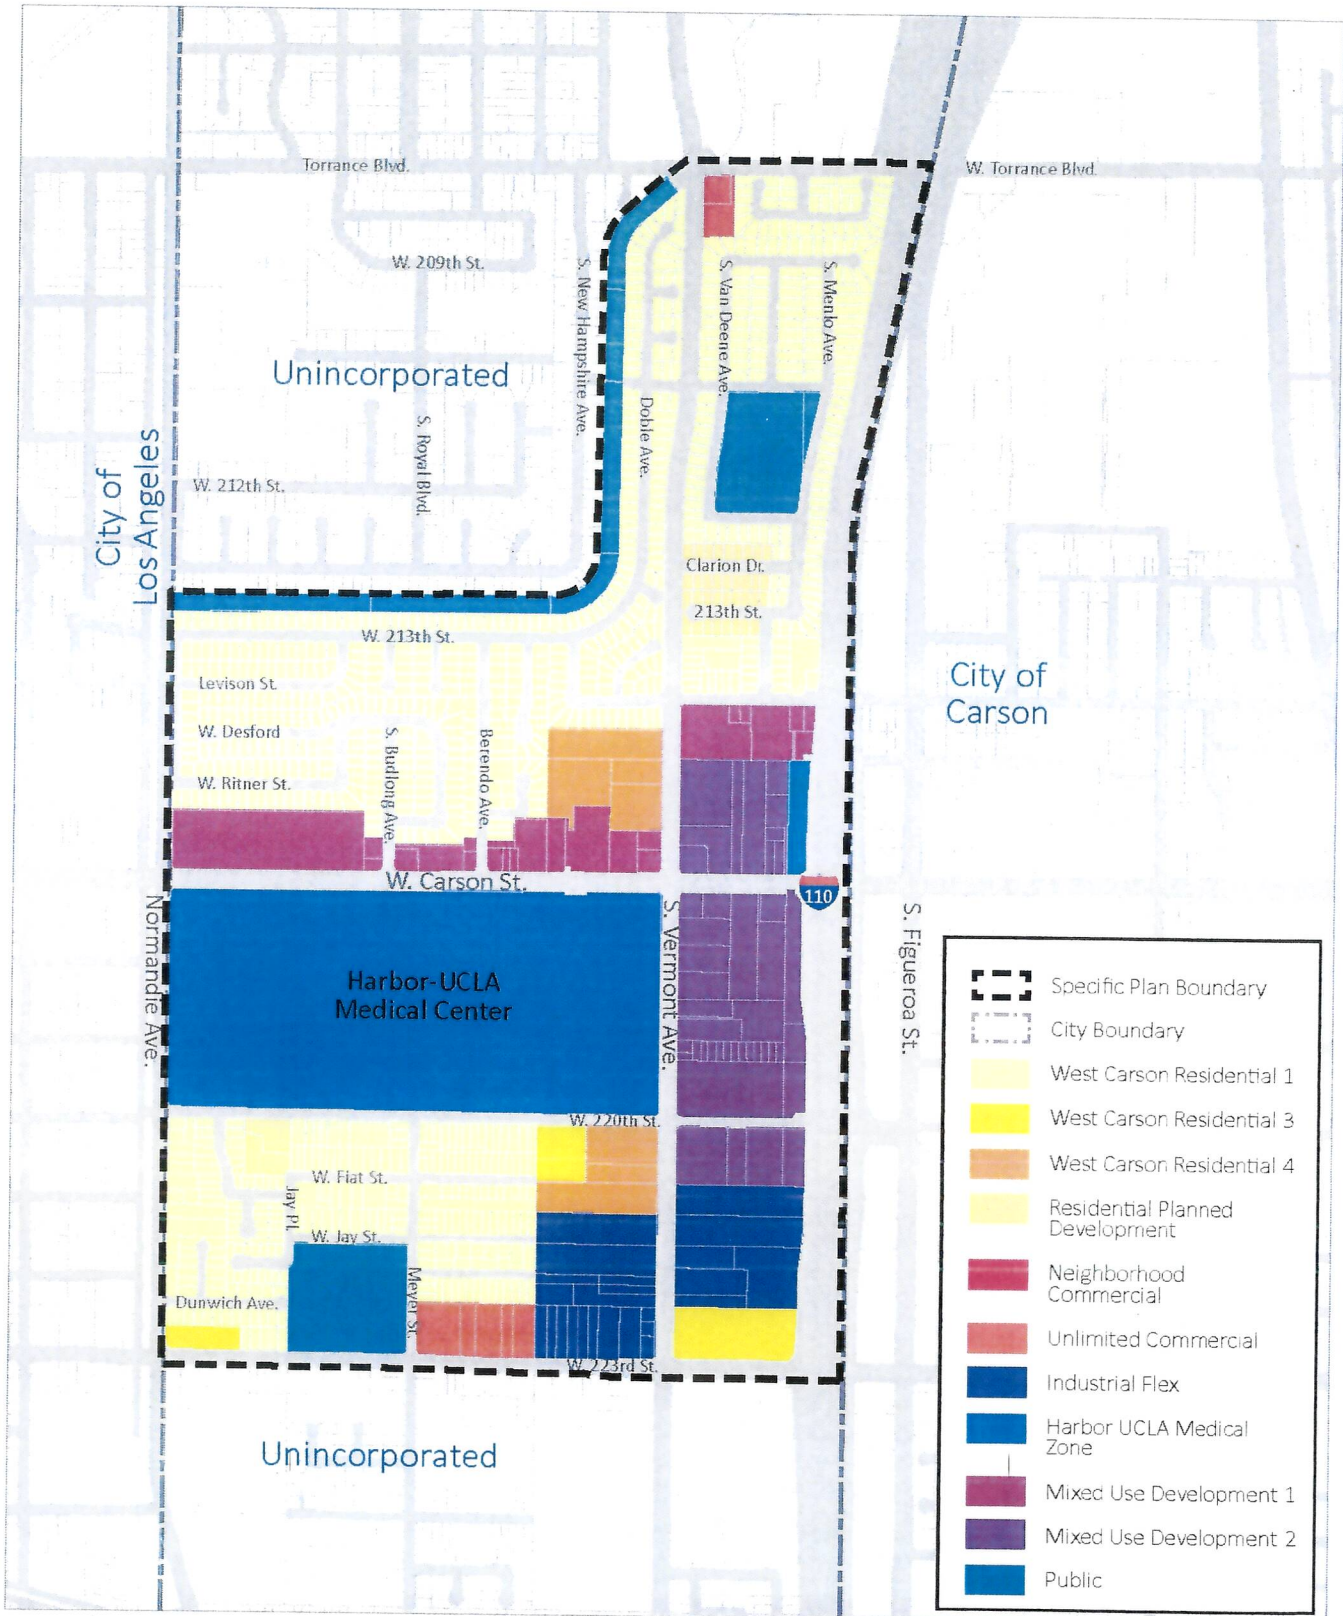 Torrance Blvd.
W. Torrance Blvd.
W. 209th St.
S. New Hampshire Ave.
S. Van Deene Ave.
S. Menlo Ave.
Unincorporated
Doble Ave.
S. Royal Blvd.
City of
Los Angeles
W. 212th St.
Clarion Dr.
213th St.
W. 213th St.
Levison St.
City of
Carson
W. Desford
S. Budlong Ave.
Berendo Ave.
W. Ritner St.
W. Carson St.
110
Normandie Ave.
S. Vermont Ave.
S. Figueroa St.
Harbor-UCLA
Medical Center
W. 220th St.
W. Fiat St.
Jay Pl.
W. Jay St.
Meyer St.
Dunwich Ave.
W. 223rd St.
Unincorporated
Specific Plan Boundary
City Boundary
West Carson Residential 1
West Carson Residential 3
West Carson Residential 4
Residential Planned
Development
Neighborhood
Commercial
Unlimited Commercial
Industrial Flex
Harbor UCLA Medical
Zone
Mixed Use Development 1
Mixed Use Development 2
Public